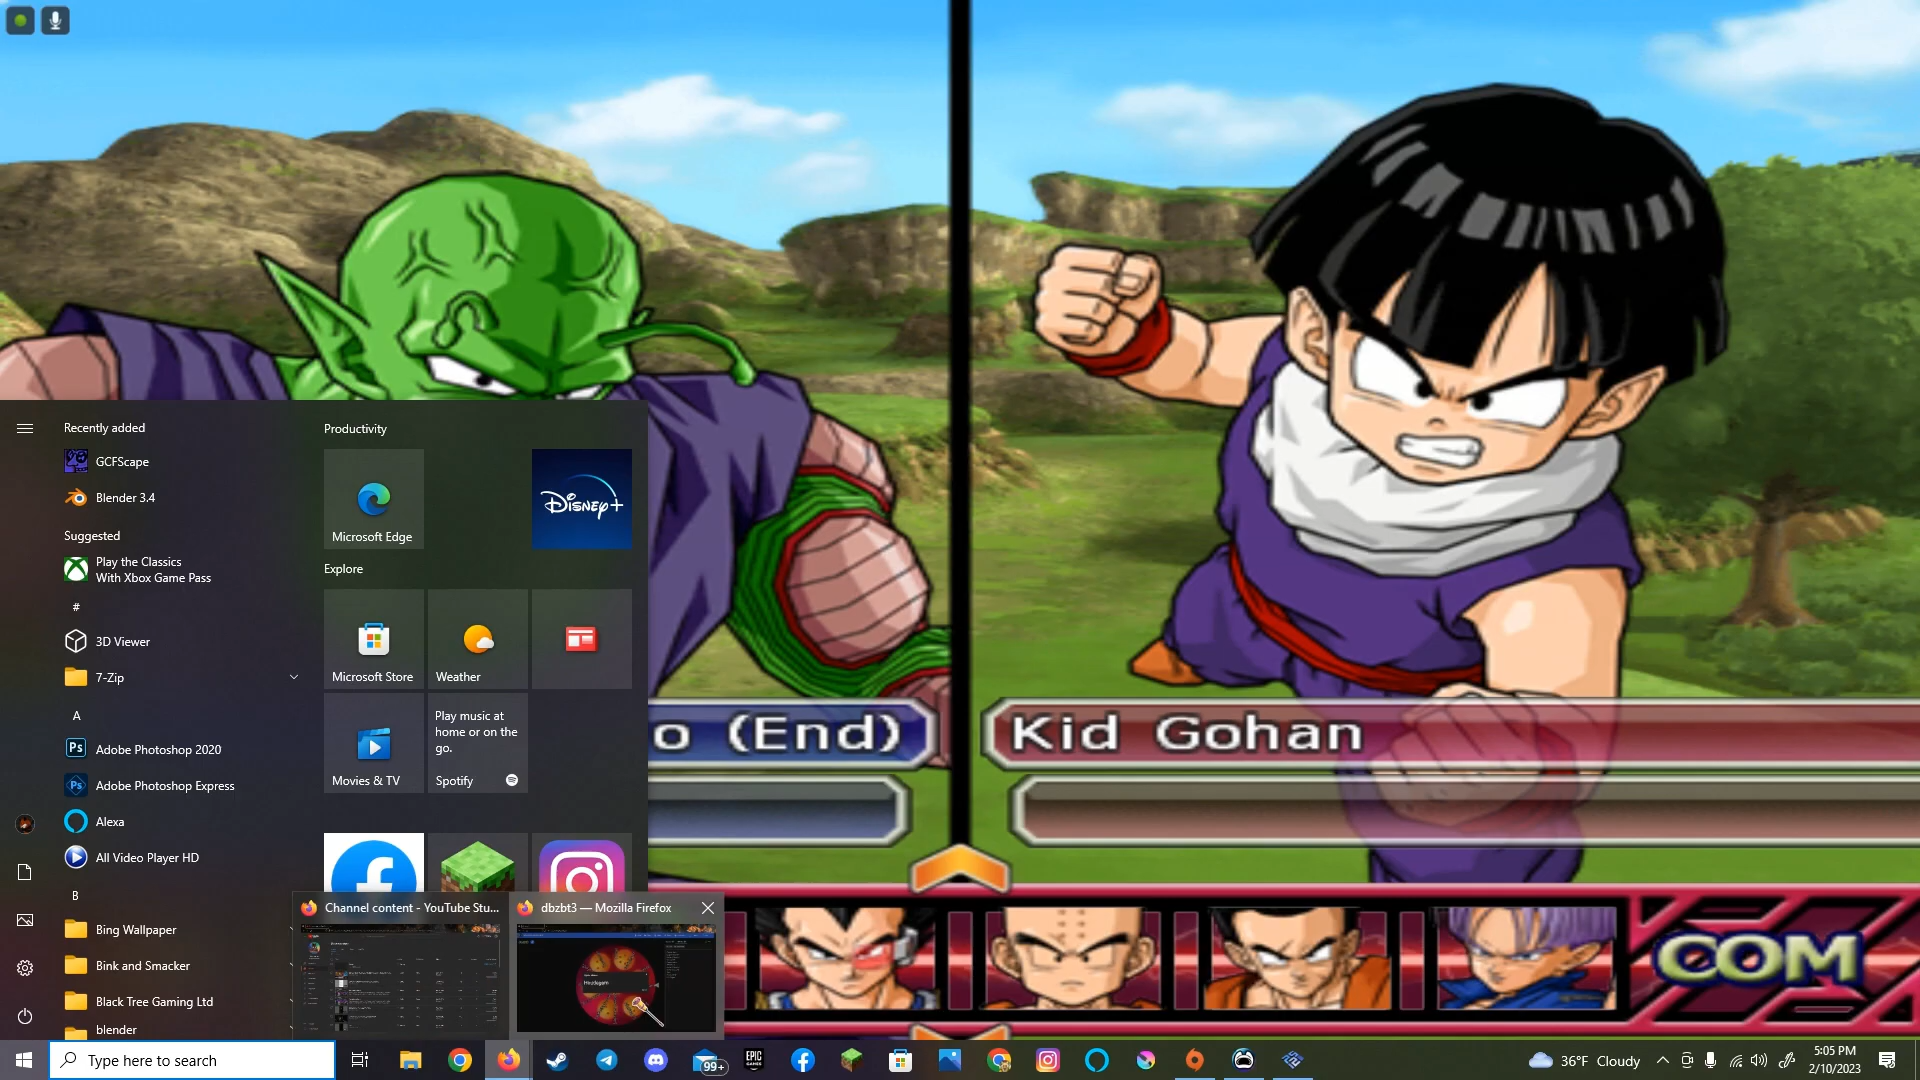 Recently added
GCFScape
Blender 3.4
Suggested
Play the Classics
With Xbox Game Pass
#
3D Viewer
7-Zip
A
Adobe Photoshop 2020
Adobe Photoshop Express
Alexa
All Video Player HD
B
Bing Wallpaper
Bink and Smacker
Black Tree Gaming Ltd
blender
Productivity
Microsoft Edge
Disney+
Explore
Microsoft Store
Weather
Movies & TV
Play music at
home or on the
go.
Spotify
o (End)
Kid Gohan
Channel content - YouTube Stu...
dbzbt3 — Mozilla Firefox
Hirudegarn
COM
Type here to search
99+
EPIC
GAMES
36°F Cloudy
5:05 PM
2/10/2023